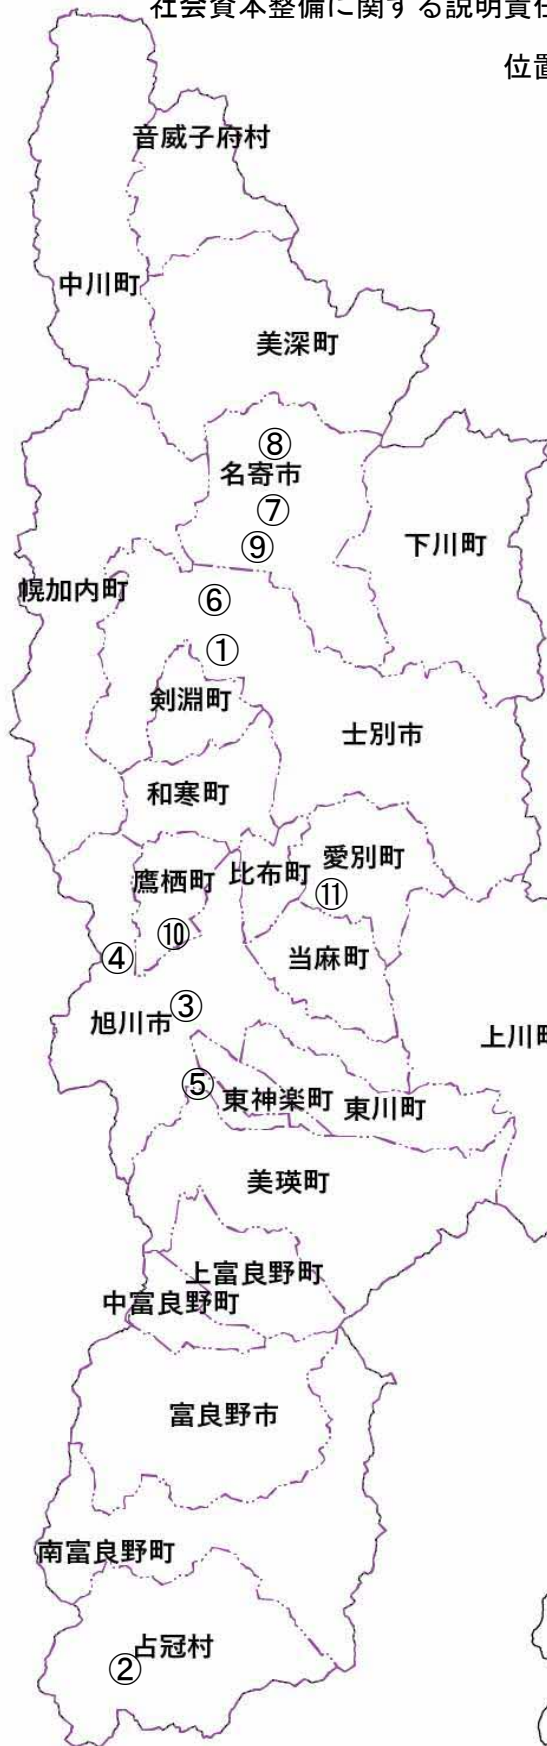 社会資本整備に関する説明責任
位置
音威子府村
中川町
美深町
⑧
名寄市
⑦
⑨
下川町
幌加内町
⑥
①
剣淵町
士別市
和寒町
愛別町
比布町
鷹栖町
⑪
⑩
④
当麻町
③
旭川市
上川町
⑤
東神楽町
東川町
美瑛町
上富良野町
中富良野町
富良野市
南富良野町
占冠村
②